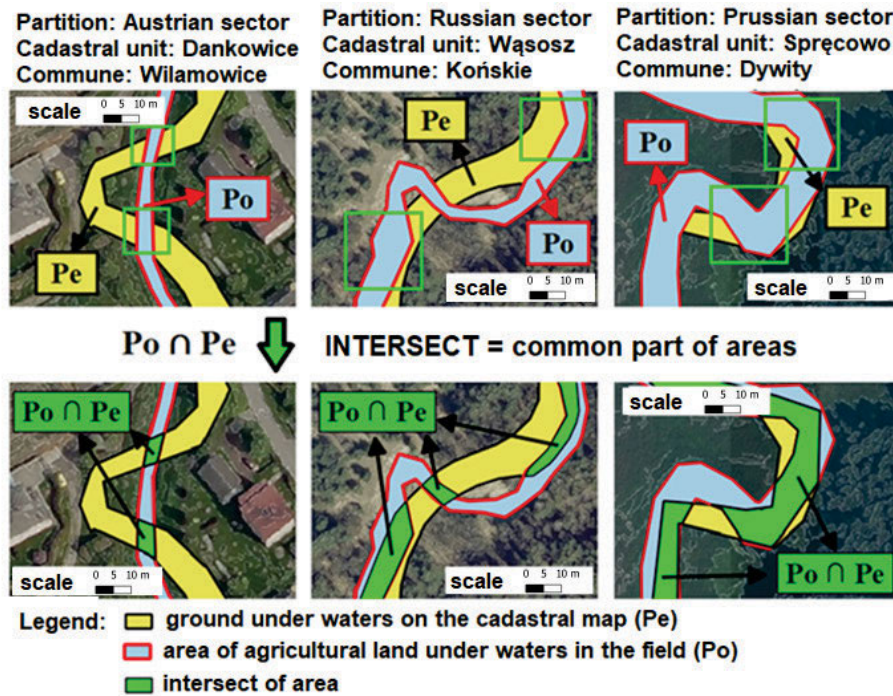 Partition: Austrian sector
Cadastral unit: Dankowice
Commune: Wilamowice
Partition: Russian sector
Cadastral unit: Wąsosz
Commune: Końskie
Partition: Prussian sector
Cadastral unit: Spręcowo
Commune: Dywity
scale 0 5 10 m
Po
Pe
Pe
Po
scale 0 5 10 m
Po
Pe
scale 0 5 10 m
Po ∩ Pe INTERSECT = common part of areas
Po ∩ Pe
scale 0 5 10 m
Po ∩ Pe
scale 0 5 10 m
scale 0 5 10 m
Po ∩ Pe
Legend: ground under waters on the cadastral map (Pe)
area of agricultural land under waters in the field (Po)
intersect of area